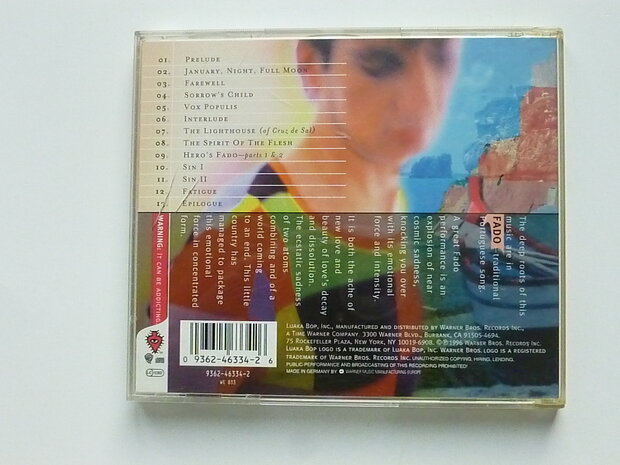 01. PRELUDE
02. JANUARY, NIGHT, FULL MOON
03. FAREWELL
04. SORROW'S CHILD
05. VOX POPULIS
06. INTERLUDE
07. THE LIGHTHOUSE (of Cruz de Sal)
08. THE SPIRIT OF THE FLESH
09. HERO'S FADO—parts 1 & 2
10. SIN I
11. SIN II
12. FATIGUE
13. EPILOGUE
The deep roots of this
music are in
FADO traditional
Portuguese song.
A great Fado
performance is an
explosion of near
cosmic sadness,
knocking you over
with its emotional
force and intensity.
It is both the ache of
new love and
beauty of love's decay
and dissolution.
The ecstatic sadness
of two atoms
combining and of a
world coming
to an end. This little
country has
managed to package
this emotional
force in concentrated
form.
WARNING: IT CAN BE ADDICTING
0 9362-46334-2 6
9362-46334-2
WE 833
LUAKA BOP, INC., MANUFACTURED AND DISTRIBUTED BY WARNER BROS. RECORDS INC.,
A TIME WARNER COMPANY. 3300 WARNER BOULEVARD, BURBANK, CA 91505-4694.
75 ROCKEFELLER PLAZA, NEW YORK, NY 10019-6908. ©℗1996 WARNER BROS. RECORDS INC.
LUAKA BOP LOGO IS A TRADEMARK OF LUAKA BOP, INC. WARNER BROS. LOGO IS A REGISTERED
TRADEMARK OF WARNER BROS. RECORDS INC. UNAUTHORIZED COPYING, HIRING, LENDING,
PUBLIC PERFORMANCE AND BROADCASTING OF THIS RECORDING PROHIBITED!
MADE IN GERMANY BY WARNER MUSIC MANUFACTURING EUROPE